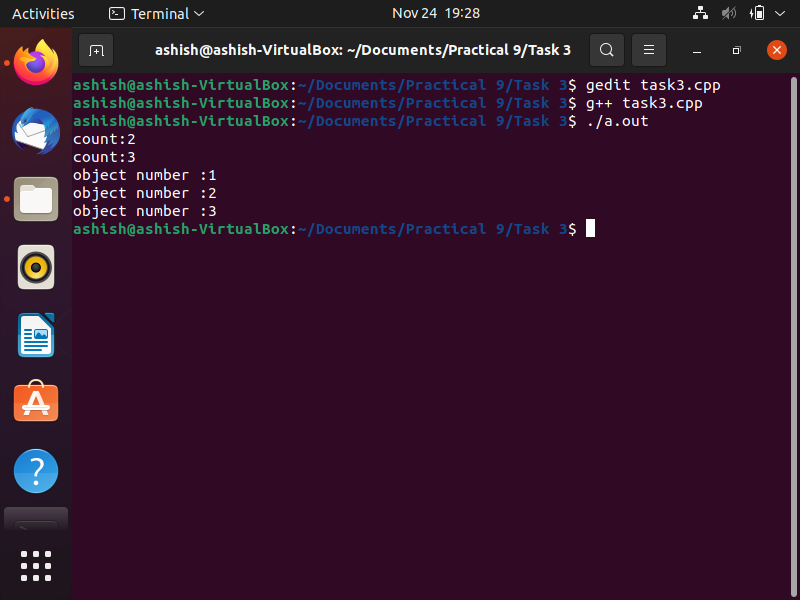 Activities
Terminal
Nov 24 19:28
ashish@ashish-VirtualBox: ~/Documents/Practical 9/Task 3
ashish@ashish-VirtualBox:~/Documents/Practical 9/Task 3$ gedit task3.cpp
ashish@ashish-VirtualBox:~/Documents/Practical 9/Task 3$ g++ task3.cpp
ashish@ashish-VirtualBox:~/Documents/Practical 9/Task 3$ ./a.out
count:2
count:3
object number :1
object number :2
object number :3
ashish@ashish-VirtualBox:~/Documents/Practical 9/Task 3$